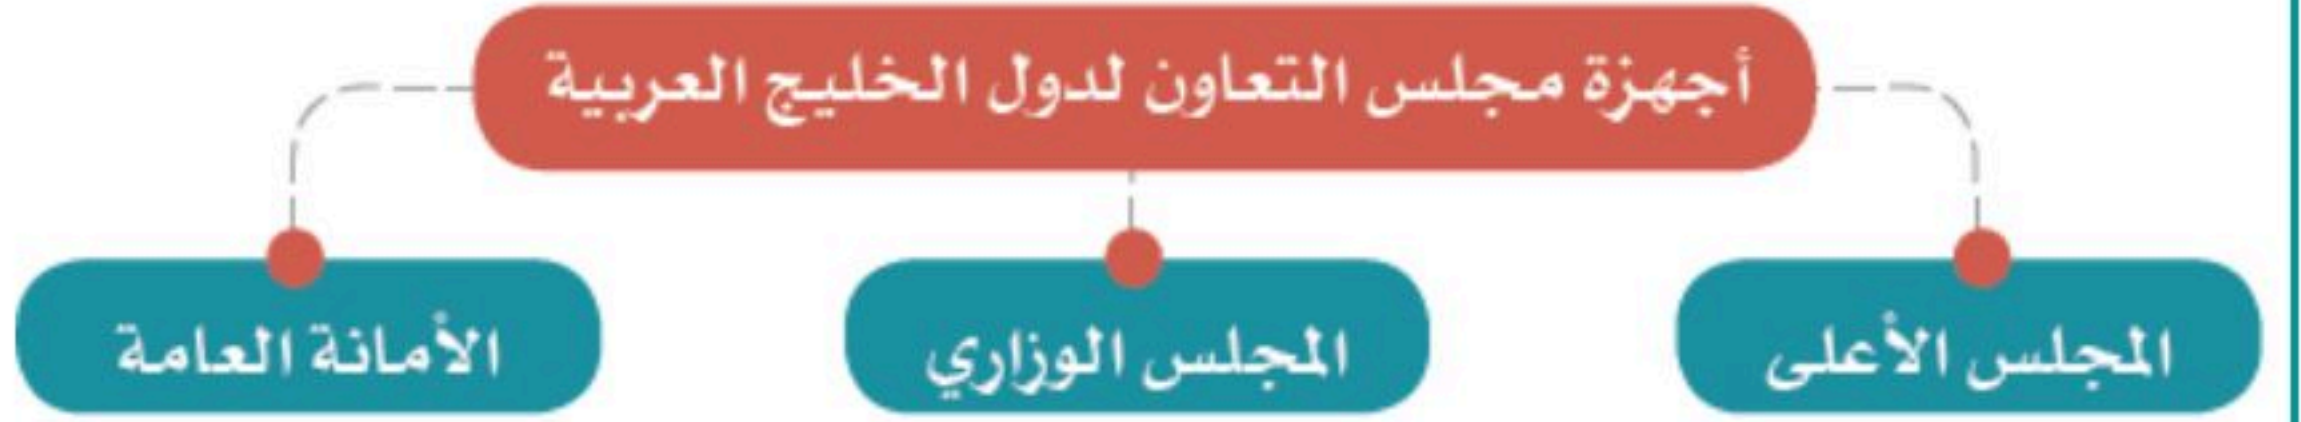 أجهزة مجلس التعاون لدول الخليج العربية
المجلس الأعلى
المجلس الوزاري
الأمانة العامة